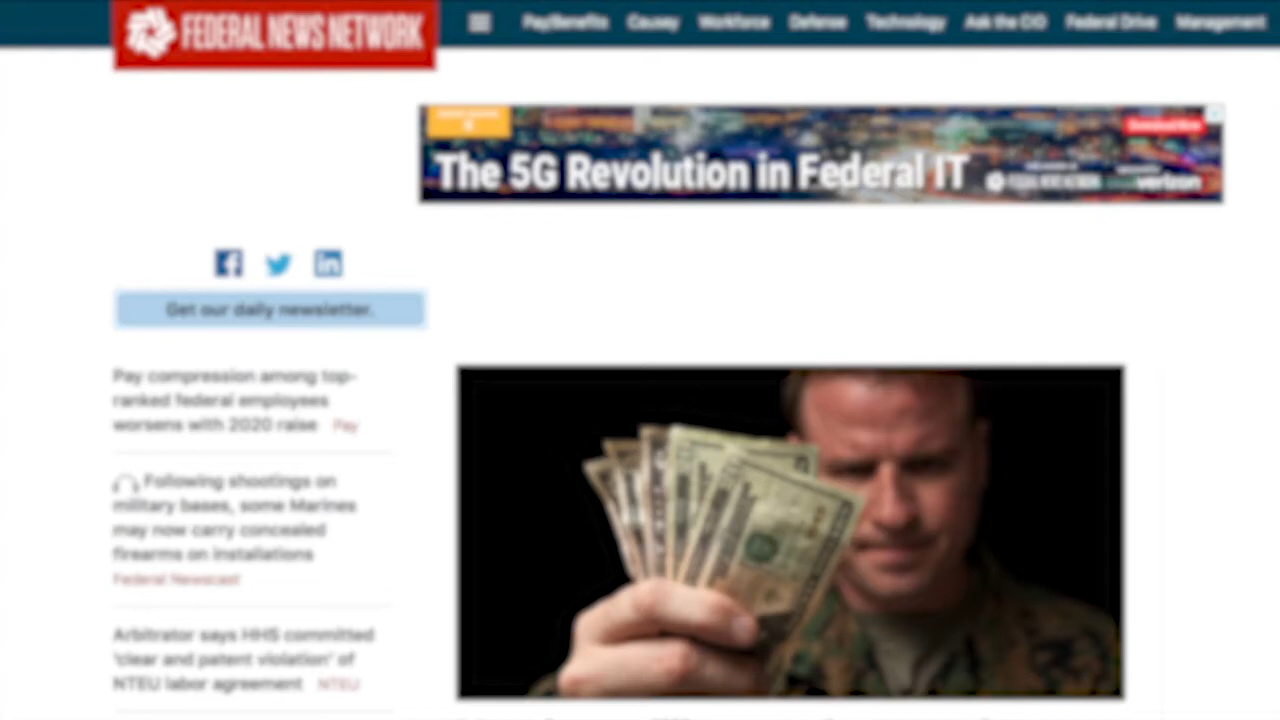 FEDERAL NEWS NETWORK
Pay/Benefits Causey Workforce Defense Technology Ask the CIO Federal Drive Management
The 5G Revolution in Federal IT
verizon
Get our daily newsletter.
Pay compression among top-
ranked federal employees
worsens with 2020 raise Pay
Following shootings on
military bases, some Marines
may now carry concealed
firearms on installations
Federal Newscast
Arbitrator says HHS committed
'clear and patent violation' of
NTEU labor agreement NTEU